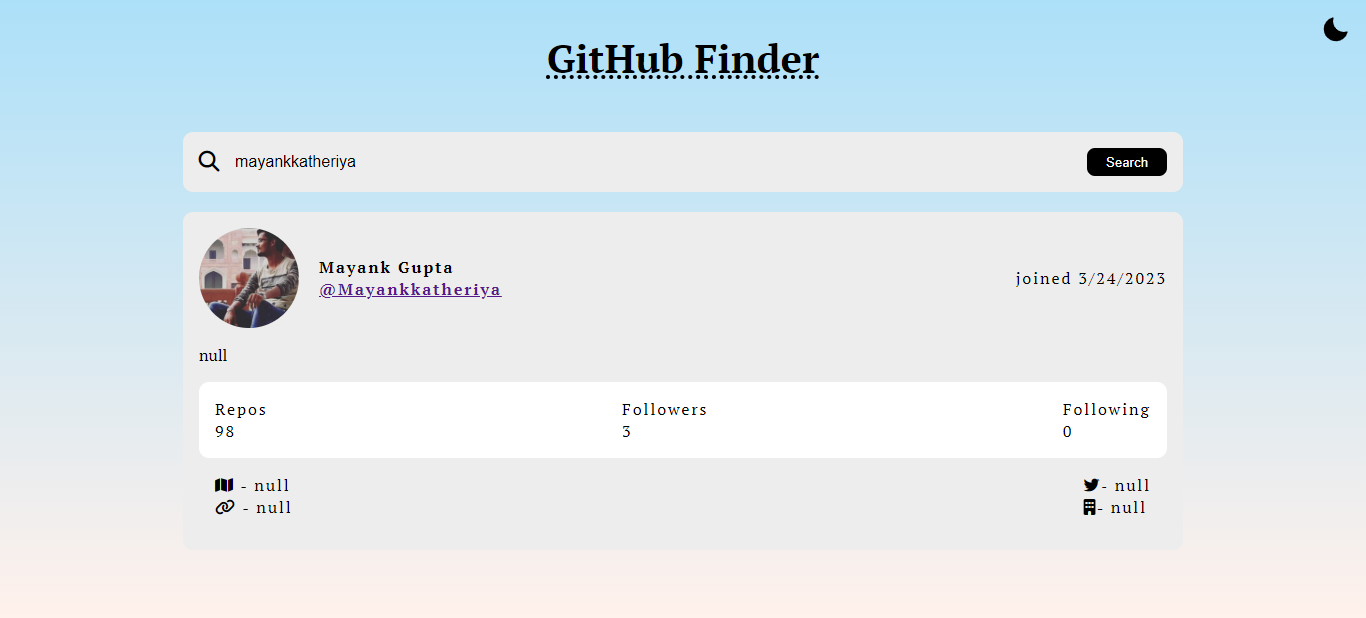 GitHub Finder
mayankkatheriya
Search
Mayank Gupta
@Mayankkatheriya
joined 3/24/2023
null
Repos
98
Followers
3
Following
0
- null
- null
- null
- null